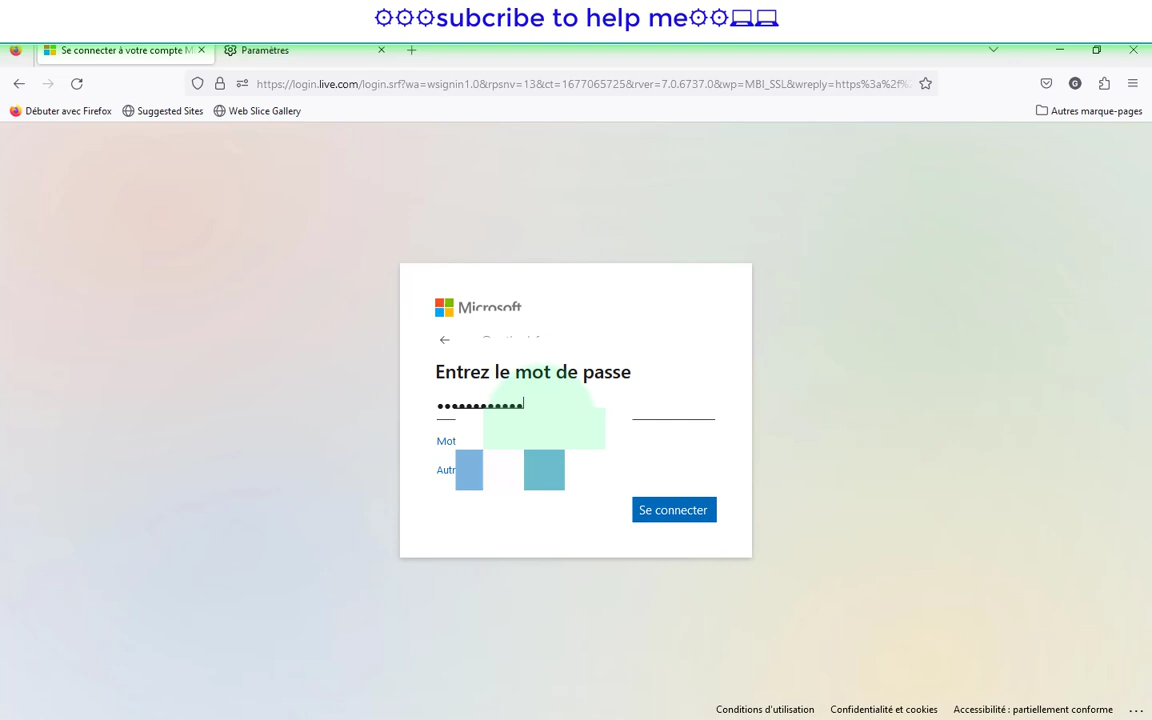 ⚙⚙⚙subcribe to help me⚙⚙💻💻
Se connecter à votre compte M
Paramètres
https://login.live.com/login.srf?wa=wsignin1.0&rpsnv=13&ct=1677065725&rver=7.0.6737.0&wp=MBI_SSL&wreply=https%3a%2f%
Débuter avec Firefox
Suggested Sites
Web Slice Gallery
Autres marque-pages
Microsoft
Entrez le mot de passe
••••••••••••
Mot
Autr
Se connecter
Conditions d'utilisation
Confidentialité et cookies
Accessibilité : partiellement conforme
...